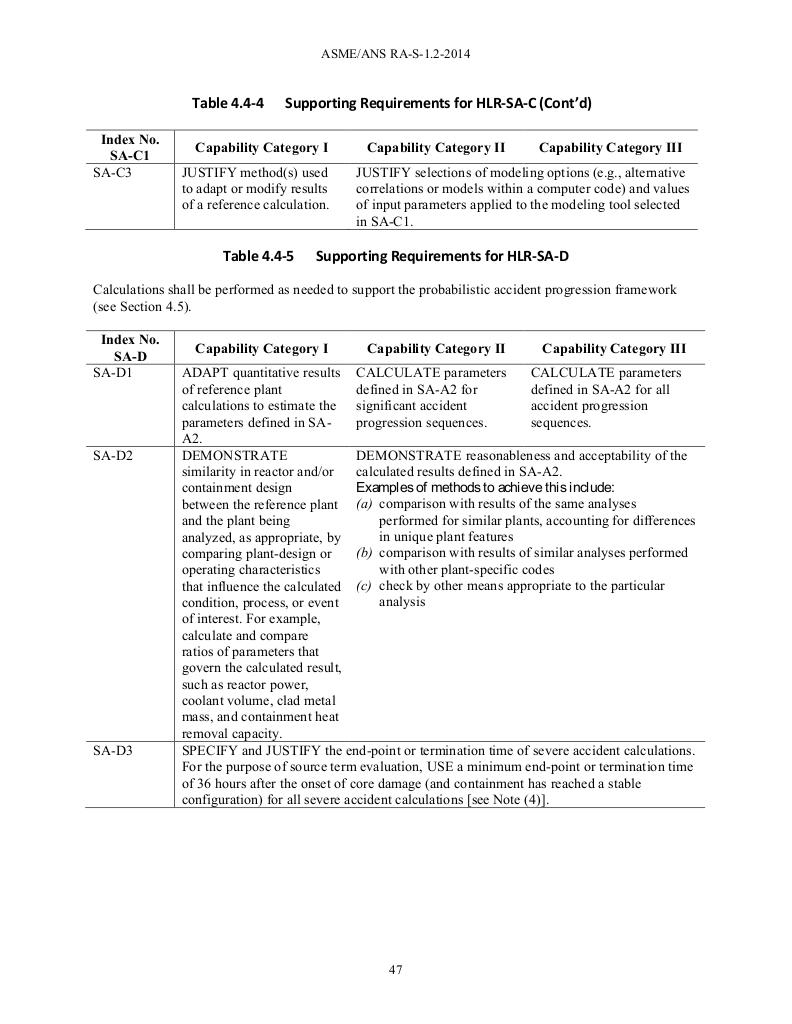 ASME/ANS RA-S-1.2-2014
Table 4.4-4 Supporting Requirements for HLR-SA-C (Cont'd)
Index No.
SA-C1
Capability Category I
Capability Category II
Capability Category III
SA-C3
JUSTIFY method(s) used
to adapt or modify results
of a reference calculation.
JUSTIFY selections of modeling options (e.g., alternative
correlations or models within a computer code) and values
of input parameters applied to the modeling tool selected
in SA-C1.
Table 4.4-5 Supporting Requirements for HLR-SA-D
Calculations shall be performed as needed to support the probabilistic accident progression framework
(see Section 4.5).
Index No.
SA-D
Capability Category I
Capability Category II
Capability Category III
SA-D1
ADAPT quantitative results
of reference plant
calculations to estimate the
parameters defined in SA-
A2.
CALCULATE parameters
defined in SA-A2 for
significant accident
progression sequences.
CALCULATE parameters
defined in SA-A2 for all
accident progression
sequences.
SA-D2
DEMONSTRATE
similarity in reactor and/or
containment design
between the reference plant
and the plant being
analyzed, as appropriate, by
comparing plant-design or
operating characteristics
that influence the calculated
condition, process, or event
of interest. For example,
calculate and compare
ratios of parameters that
govern the calculated result,
such as reactor power,
coolant volume, clad metal
mass, and containment heat
removal capacity.
DEMONSTRATE reasonableness and acceptability of the
calculated results defined in SA-A2.
Examples of methods to achieve this include:
(a) comparison with results of the same analyses
performed for similar plants, accounting for differences
in unique plant features
(b) comparison with results of similar analyses performed
with other plant-specific codes
(c) check by other means appropriate to the particular
analysis
SA-D3
SPECIFY and JUSTIFY the end-point or termination time of severe accident calculations.
For the purpose of source term evaluation, USE a minimum end-point or termination time
of 36 hours after the onset of core damage (and containment has reached a stable
configuration) for all severe accident calculations [see Note (4)].
47